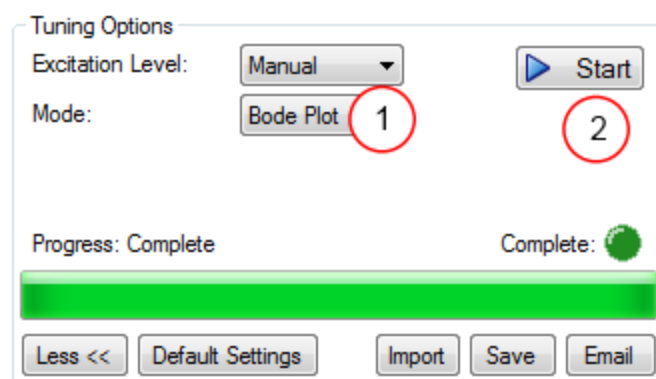 Tuning Options
Excitation Level: Manual Start
Mode: Bode Plot 1 2
Progress: Complete Complete:
Less << Default Settings Import Save Email